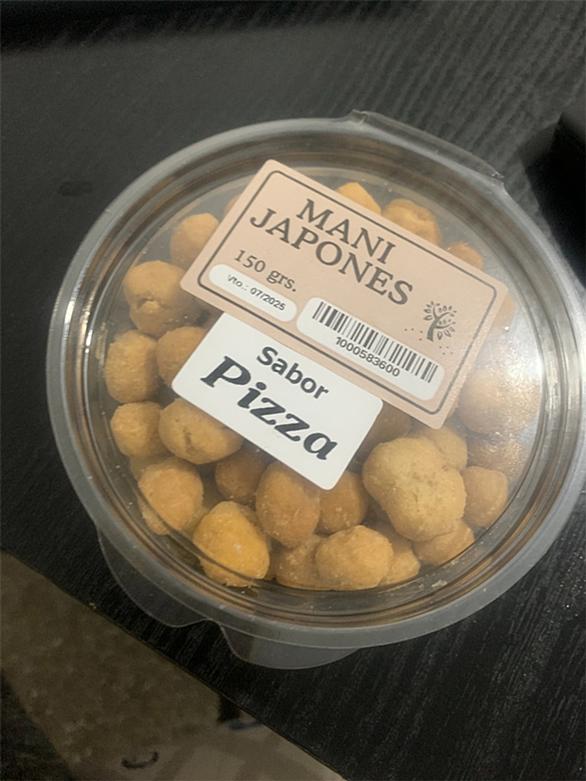 MANI
JAPONES
150 grs.
Vto.: 07/2025
1000583600
Sabor
Pizza